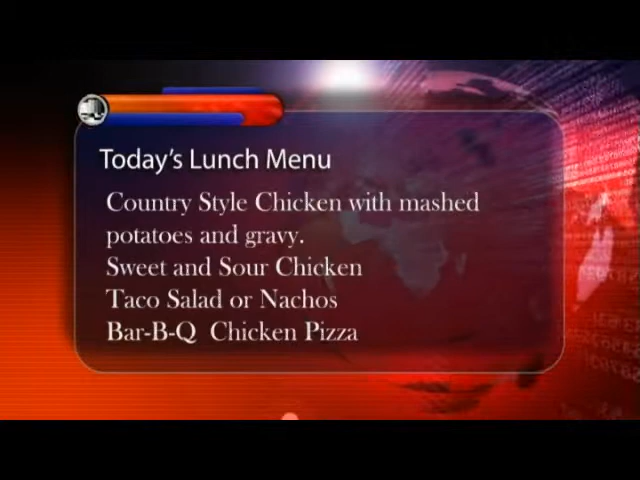 Today's Lunch Menu
Country Style Chicken with mashed
potatoes and gravy.
Sweet and Sour Chicken
Taco Salad or Nachos
Bar-B-Q  Chicken Pizza